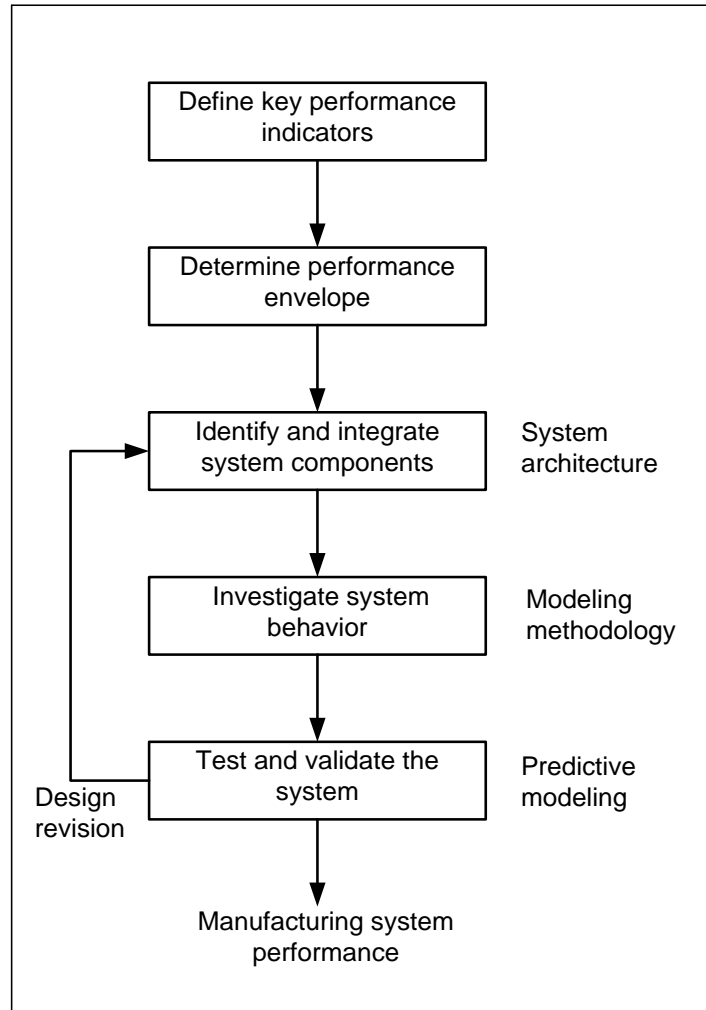 Define key performance
indicators
Determine performance
envelope
Identify and integrate
system components
System
architecture
Investigate system
behavior
Modeling
methodology
Test and validate the
system
Predictive
modeling
Design
revision
Manufacturing system
performance